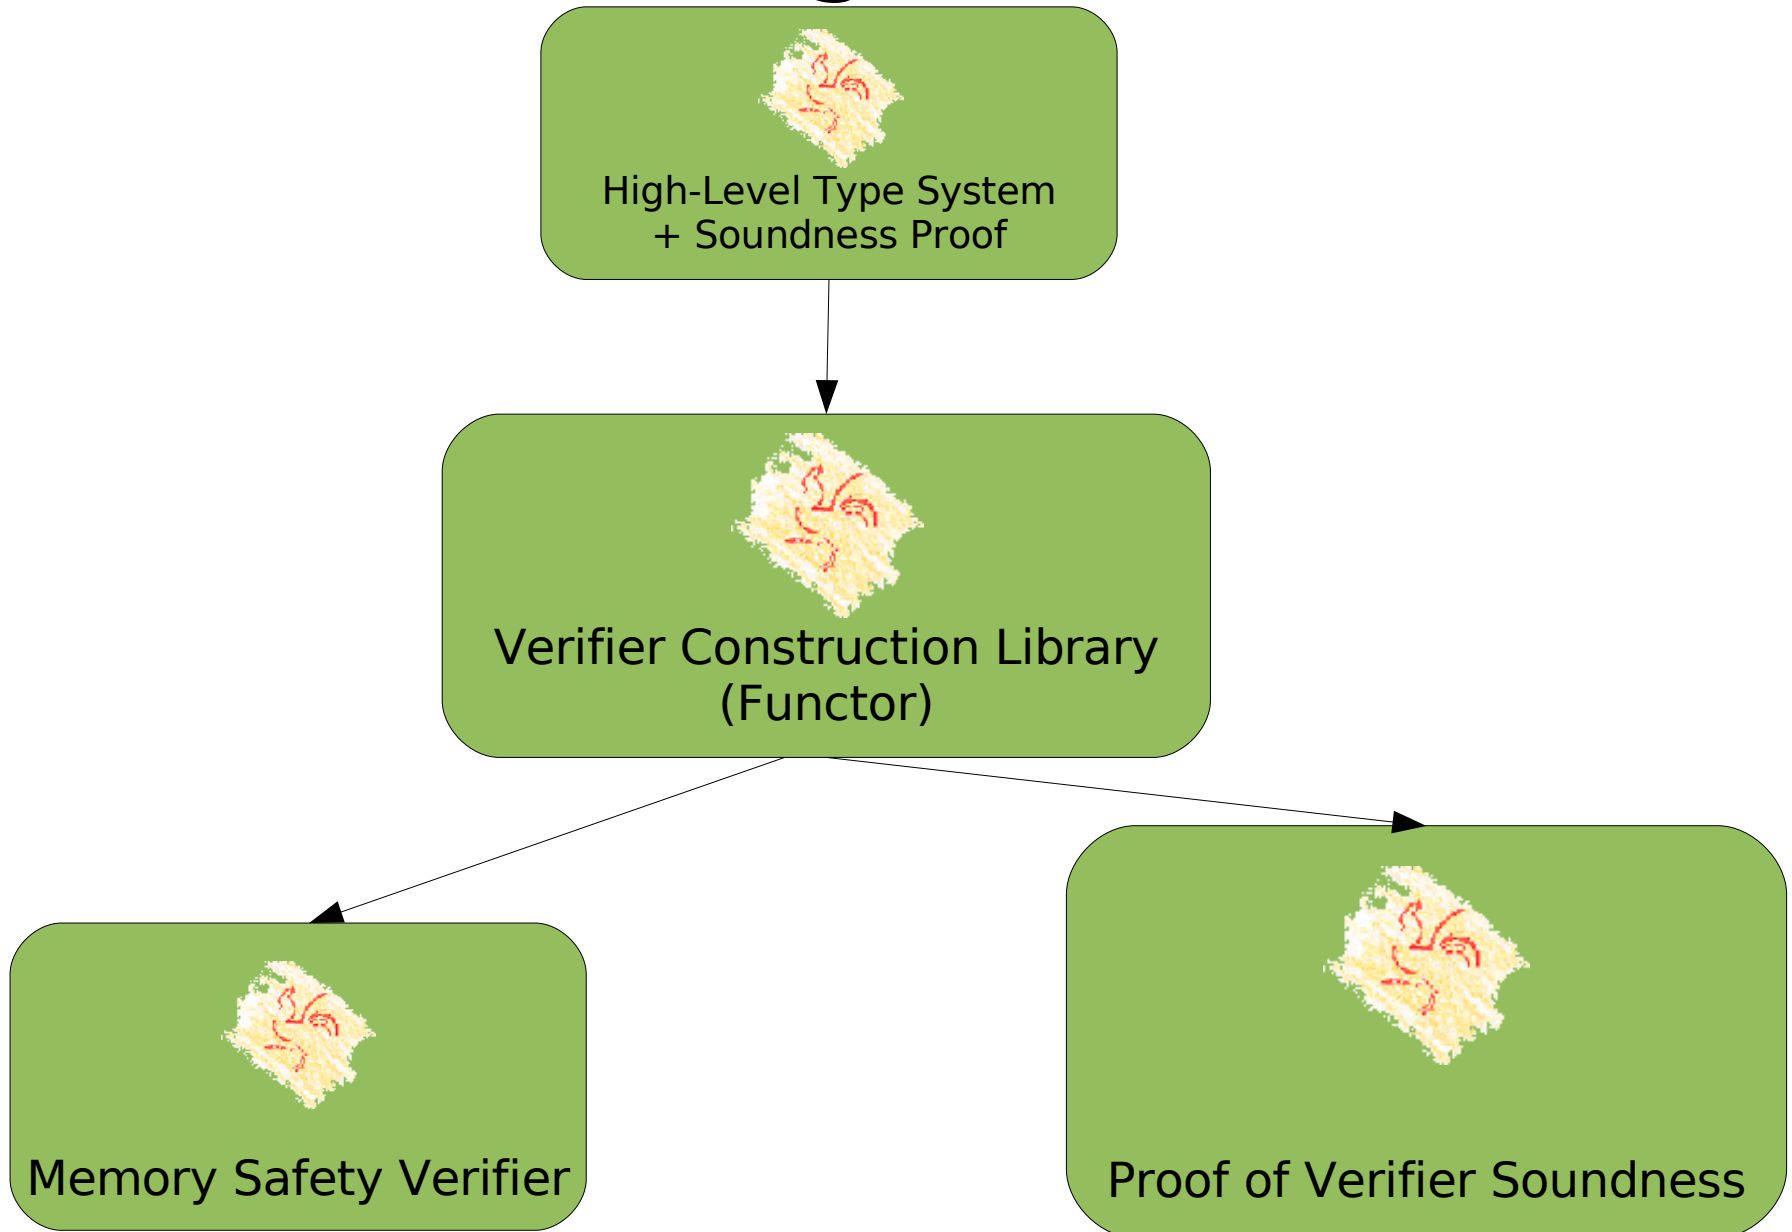 High-Level Type System
+ Soundness Proof
Verifier Construction Library
(Functor)
Memory Safety Verifier
Proof of Verifier Soundness